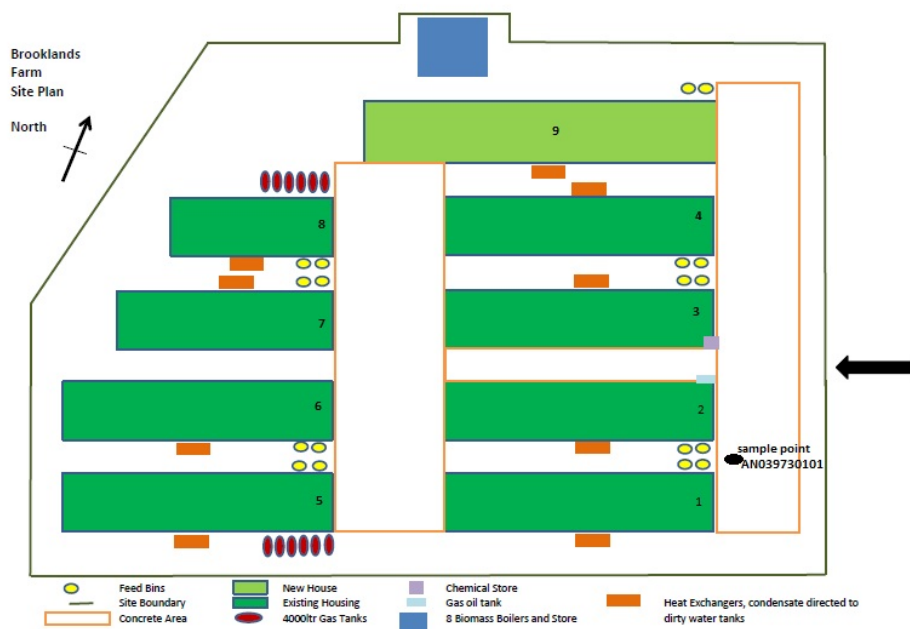 Brooklands
Farm
Site Plan
North
9
8
4
7
3
6
2
sample point
AN039730101
5
1
Feed Bins
New House
Chemical Store
Site Boundary
Existing Housing
Gas oil tank
Heat Exchangers, condensate directed to
dirty water tanks
Concrete Area
4000ltr Gas Tanks
8 Biomass Boilers and Store